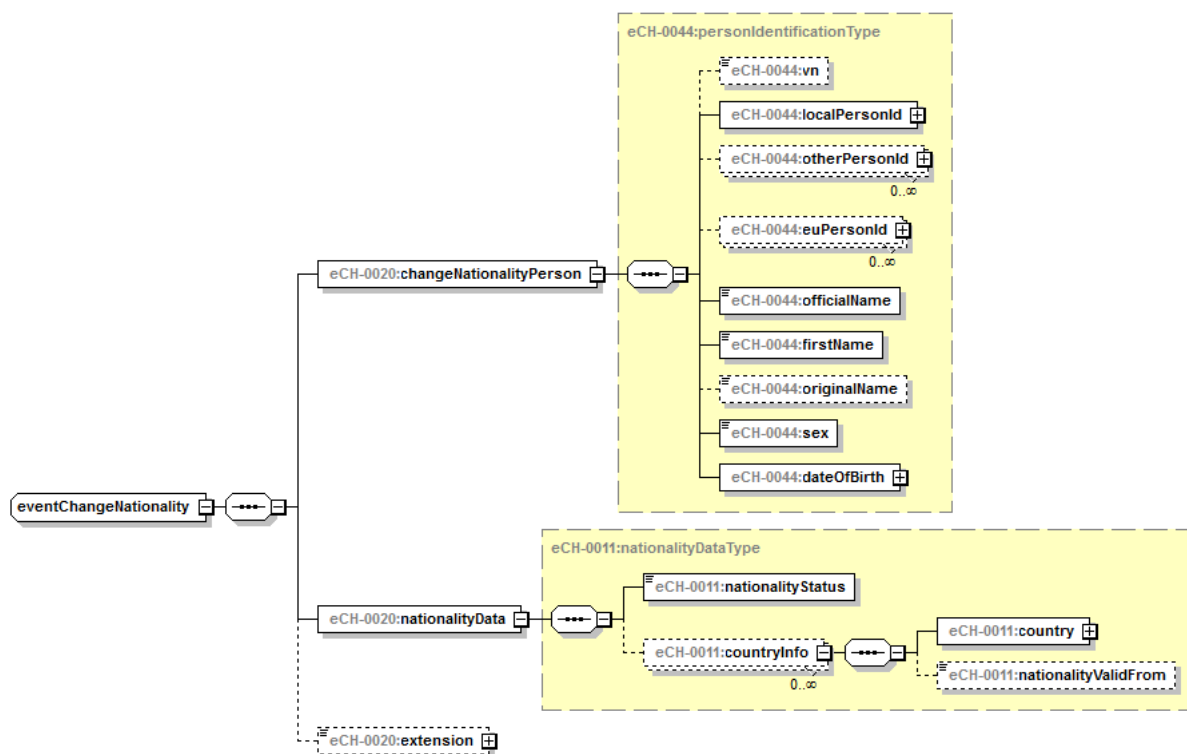 eCH-0044:personIdentificationType
eCH-0044:vn
eCH-0044:localPersonId
eCH-0044:otherPersonId
0..∞
eCH-0044:euPersonId
0..∞
eCH-0020:changeNationalityPerson
eCH-0044:officialName
eCH-0044:firstName
eCH-0044:originalName
eCH-0044:sex
eCH-0044:dateOfBirth
eventChangeNationality
eCH-0011:nationalityDataType
eCH-0011:nationalityStatus
eCH-0020:nationalityData
eCH-0011:countryInfo
0..∞
eCH-0011:country
eCH-0011:nationalityValidFrom
eCH-0020:extension